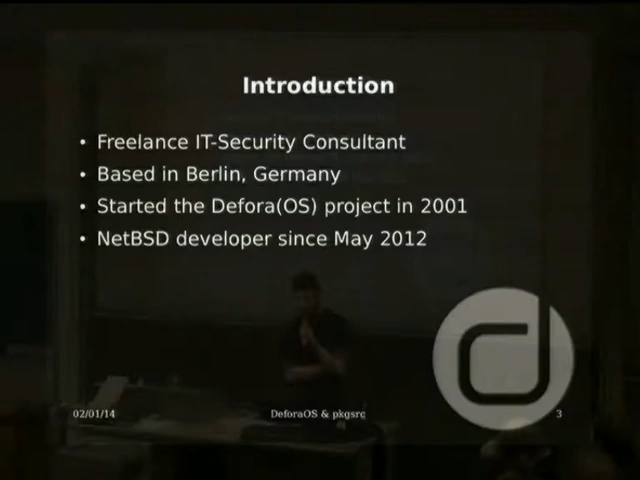 Introduction
• Freelance IT-Security Consultant
• Based in Berlin, Germany
• Started the Defora(OS) project in 2001
• NetBSD developer since May 2012
02/01/14
DeforaOS & pkgsrc
3